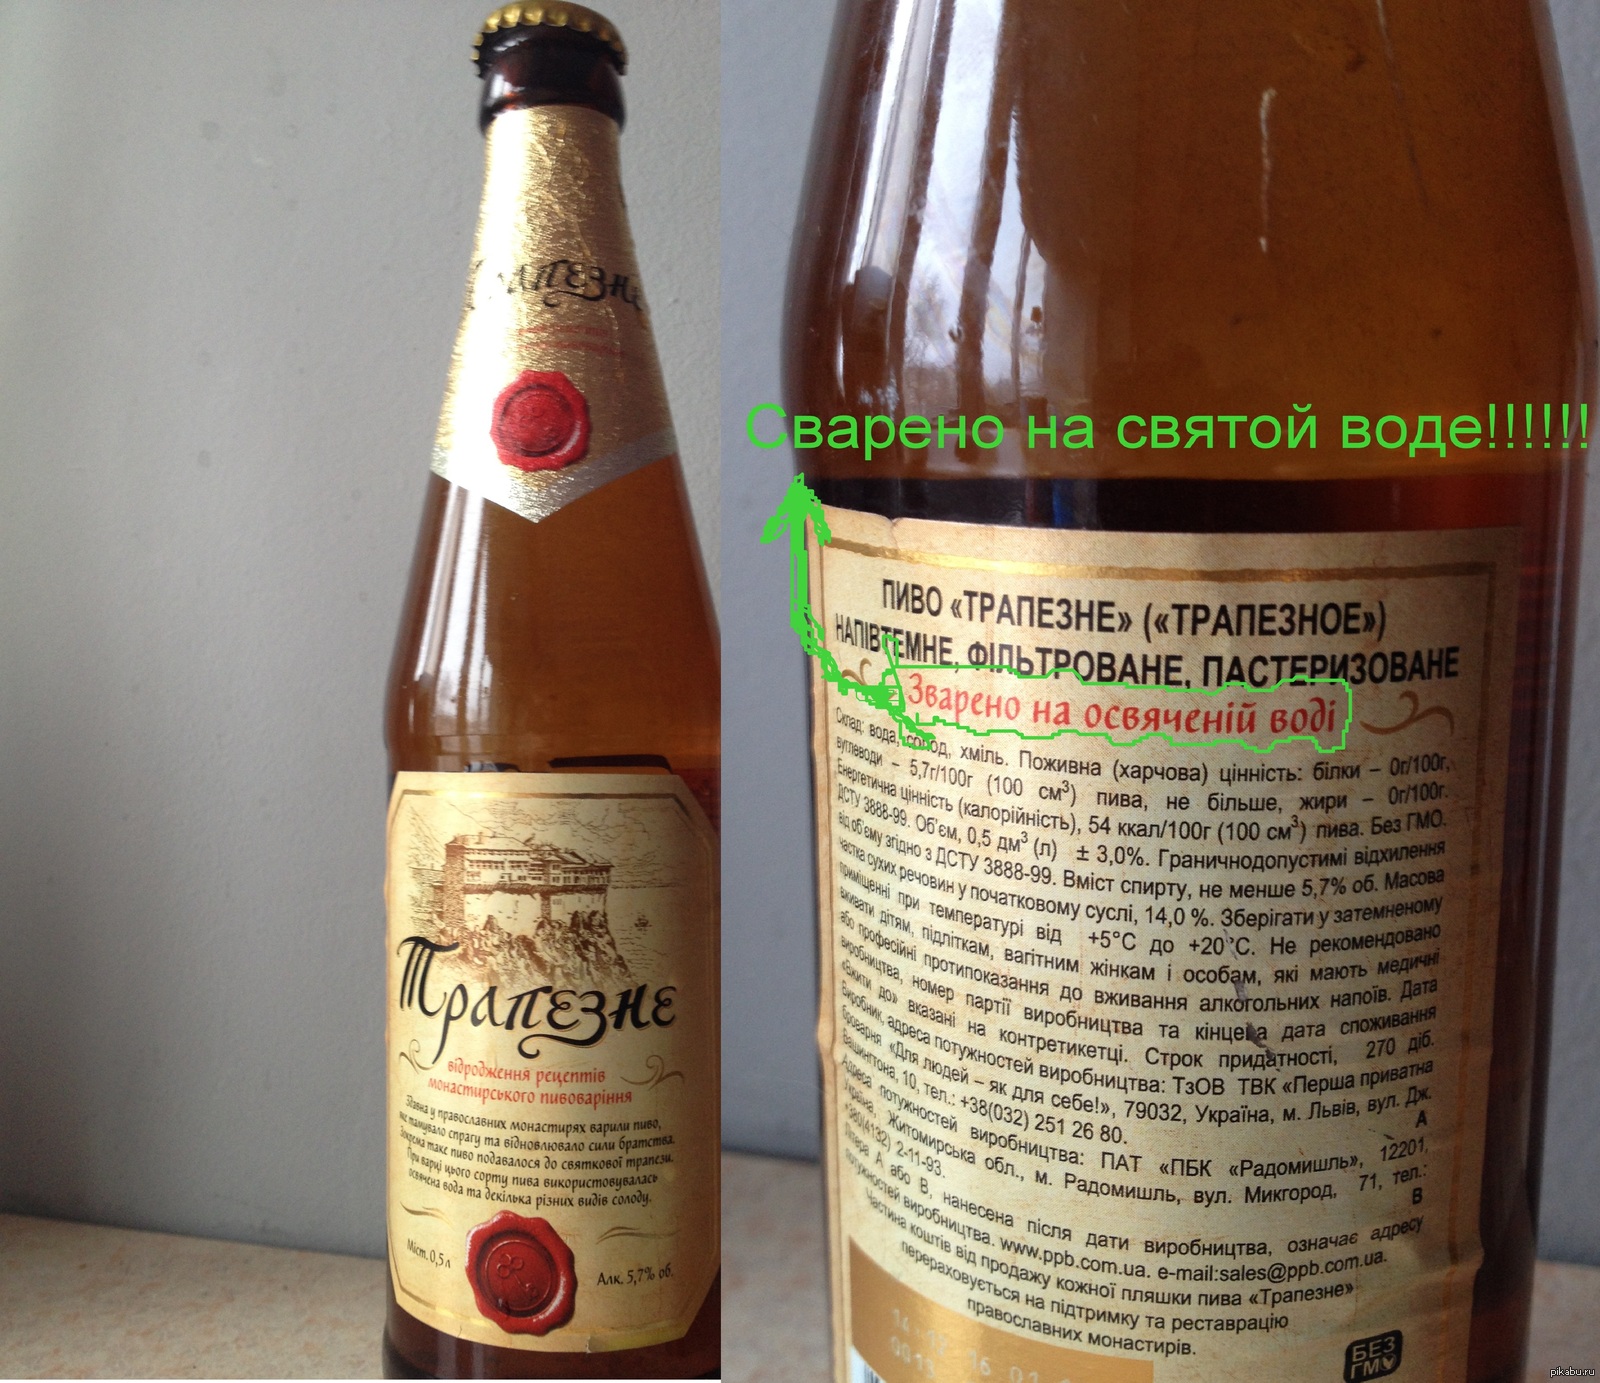 Трапезне
Трапезне
відродження рецептів
монастирського пивоваріння
Здавна у православних монастирях варили пиво,
яке тамувало спрагу та відновлювало сили братства.
Зокрема таке пиво подавалося до святкової трапези.
При варці цього сорту пива використовувалась
освячена вода та декілька різних видів солоду.
Міст. 0,5л
Алк. 5,7% об.
Сварено на святой воде!!!!!!
ПИВО «ТРАПЕЗНЕ» («ТРАПЕЗНОЕ»)
НАПІВТЕМНЕ, ФІЛЬТРОВАНЕ, ПАСТЕРИЗОВАНЕ
Зварено на освяченій воді
Склад: вода, солод, хміль. Поживна (харчова) цінність: білки – 0г/100г,
вуглеводи – 5,7г/100г (100 см³) пива, не більше, жири – 0г/100г.
Енергетична цінність (калорійність), 54 ккал/100г (100 см³) пива. Без ГМО.
ДСТУ 3888-99. Об'єм, 0,5 дм³ (л) ± 3,0%. Граничнодопустимі відхилення
від об'єму згідно з ДСТУ 3888-99. Вміст спирту, не менше 5,7% об. Масова
частка сухих речовин у початковому суслі, 14,0 %. Зберігати у затемненому
приміщенні при температурі від +5°С до +20°С. Не рекомендовано
вживати дітям, підліткам, вагітним жінкам і особам, які мають медичні
або професійні протипоказання до вживання алкогольних напоїв. Дата
виробництва, номер партії виробництва та кінцева дата споживання
«Вжити до» вказані на контретикетці. Строк придатності, 270 діб.
Виробник, адреса потужностей виробництва: ТзОВ ТВК «Перша приватна
броварня «Для людей – як для себе!», 79032, Україна, м. Львів, вул. Дж.
Вашингтона, 10, тел.: +38(032) 251 26 80. А
Адреса потужностей виробництва: ПАТ «ПБК «Радомишль», 12201,
Україна, Житомирська обл., м. Радомишль, вул. Микгород, 71, тел.:
+380(4132) 2-11-93. В
Літера А або В, нанесена після дати виробництва, означає адресу
потужностей виробництва. www.ppb.com.ua. e-mail:sales@ppb.com.ua.
Частина коштів від продажу кожної пляшки пива «Трапезне»
перераховується на підтримку та реставрацію
православних монастирів.
БЕЗ
ГМО
pikabu.ru